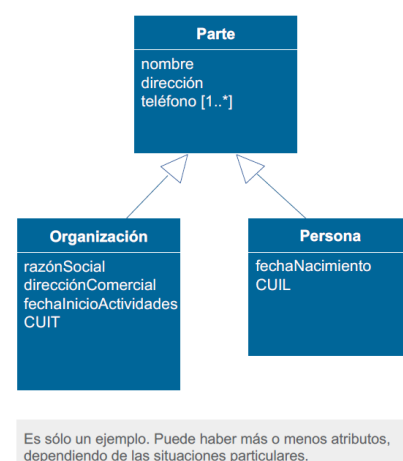 Parte
nombre
dirección
teléfono [1..*]
Organización
razónSocial
direcciónComercial
fechaInicioActividades
CUIT
Persona
fechaNacimiento
CUIL
Es sólo un ejemplo. Puede haber más o menos atributos,
dependiendo de las situaciones particulares.